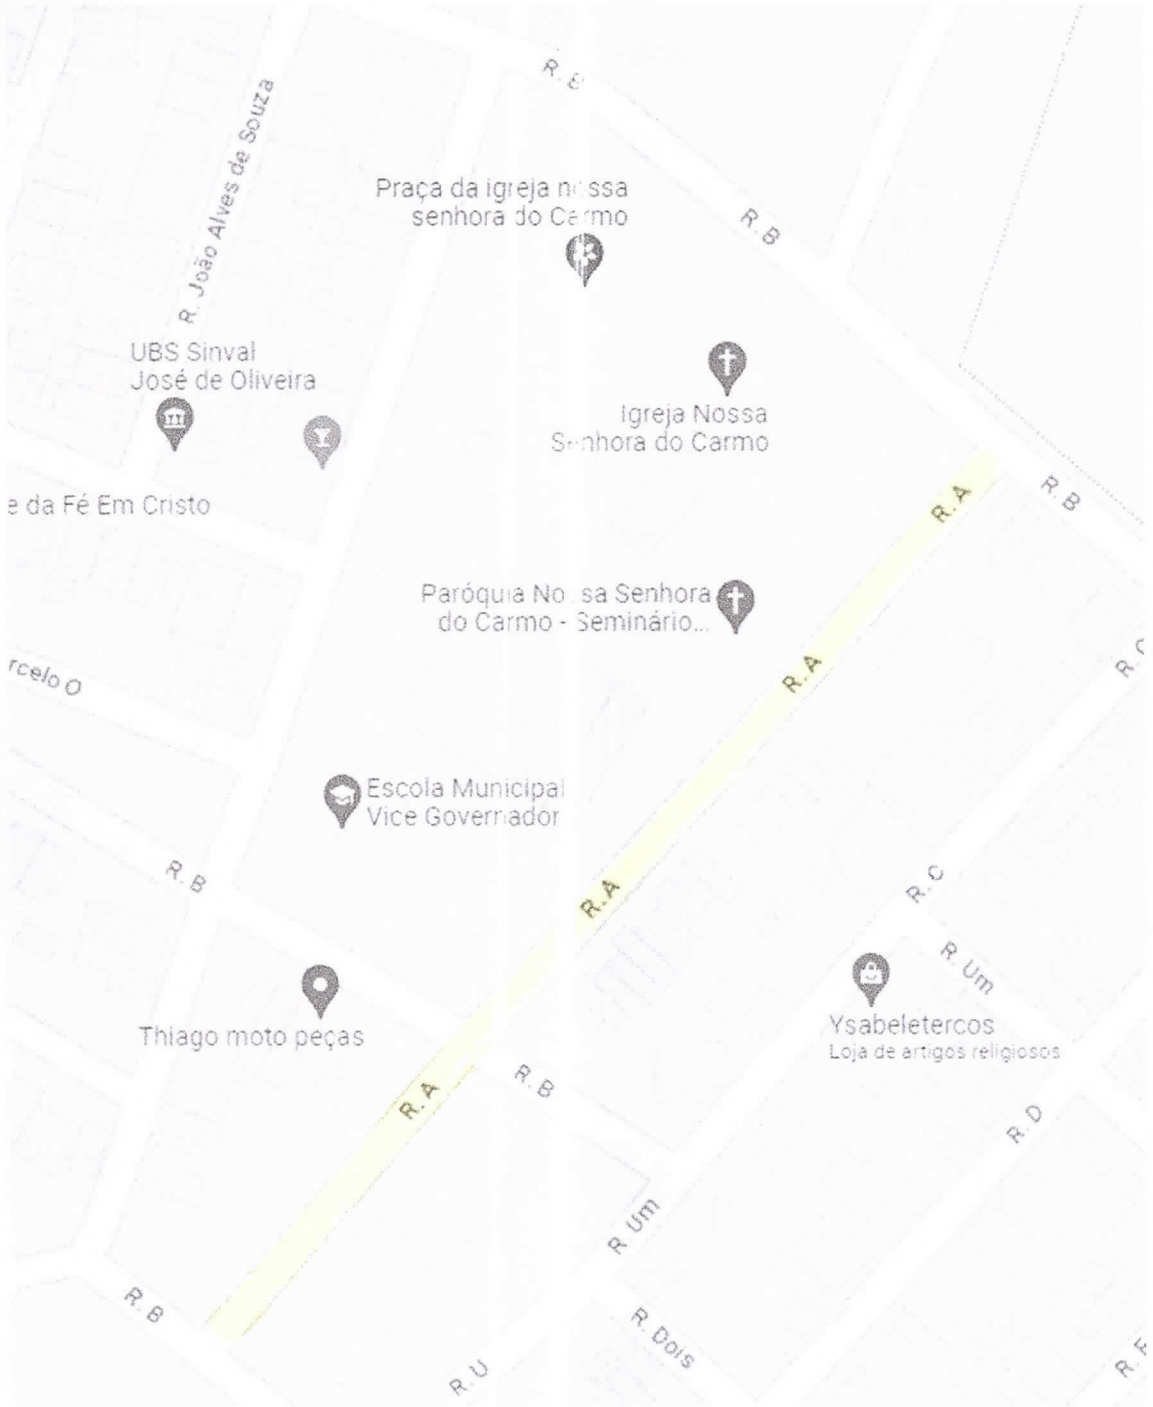 R. B
R. João Alves de Souza
Praça da igreja nossa
senhora do Carmo
R. B
UBS Sinval
José de Oliveira
Igreja Nossa
Senhora do Carmo
R. A
R. B
e da Fé Em Cristo
Paróquia Nossa Senhora
do Carmo - Seminário...
R. A
R. C
rcelo O
Escola Municipal
Vice Governador
R. B
R. A
R. C
R. Um
Thiago moto peças
Ysabeletercos
Loja de artigos religiosos
R. A
R. B
R. D
R. Um
R. B
R. Dois
R. U
R.